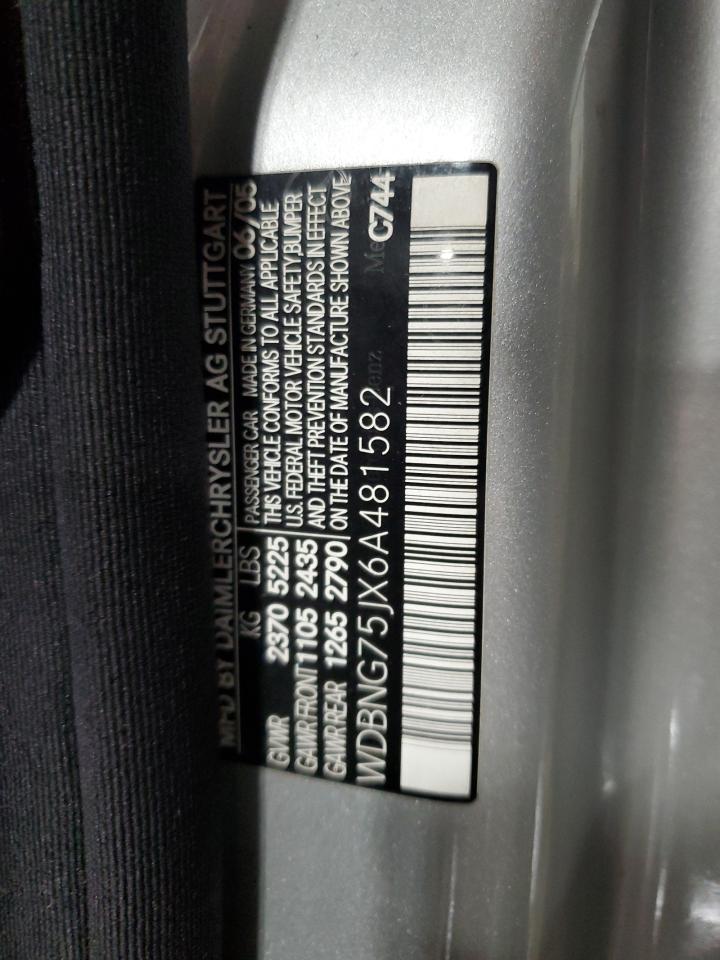 MFD BY DAIMLERCHRYSLER AG STUTTGART
KG LBS PASSENGER CAR MADE IN GERMANY 06/05
GVWR 2370 5225 THIS VEHICLE CONFORMS TO ALL APPLICABLE
GAWR FRONT 1105 2435 U.S. FEDERAL MOTOR VEHICLE SAFETY, BUMPER
GAWR REAR 1265 2790 AND THEFT PREVENTION STANDARDS IN EFFECT
ON THE DATE OF MANUFACTURE SHOWN ABOVE
WDBNG75JX6A481582 C744